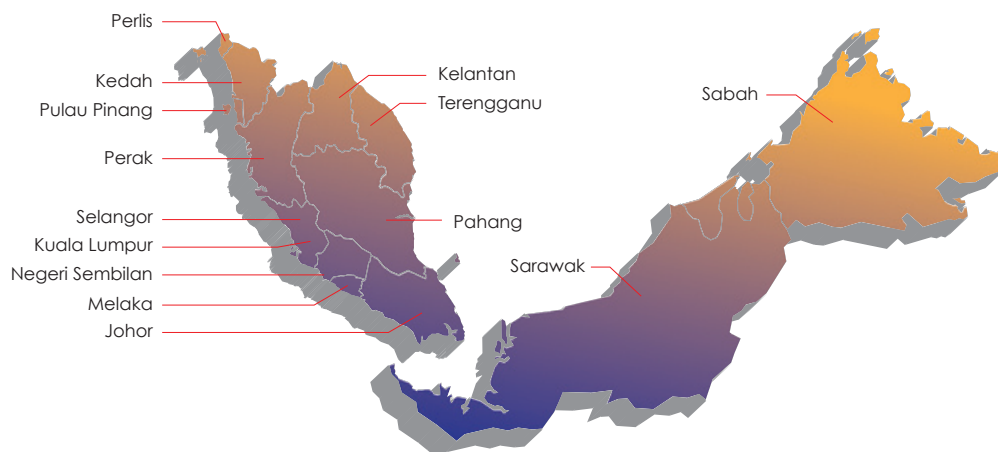 Perlis
Kedah
Pulau Pinang
Perak
Selangor
Kuala Lumpur
Negeri Sembilan
Melaka
Johor
Kelantan
Terengganu
Pahang
Sabah
Sarawak